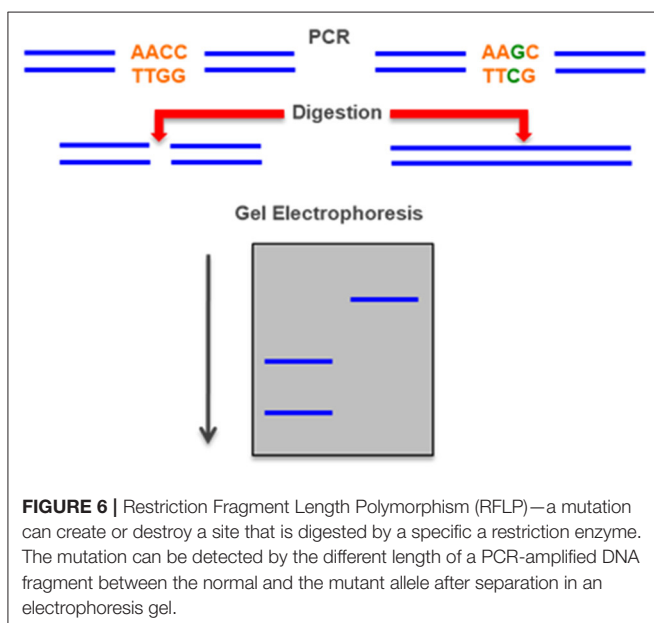 PCR
AACC
TTGG
AAGC
TTCG
Digestion
Gel Electrophoresis
FIGURE 6 | Restriction Fragment Length Polymorphism (RFLP)—a mutation
can create or destroy a site that is digested by a specific a restriction enzyme.
The mutation can be detected by the different length of a PCR-amplified DNA
fragment between the normal and the mutant allele after separation in an
electrophoresis gel.